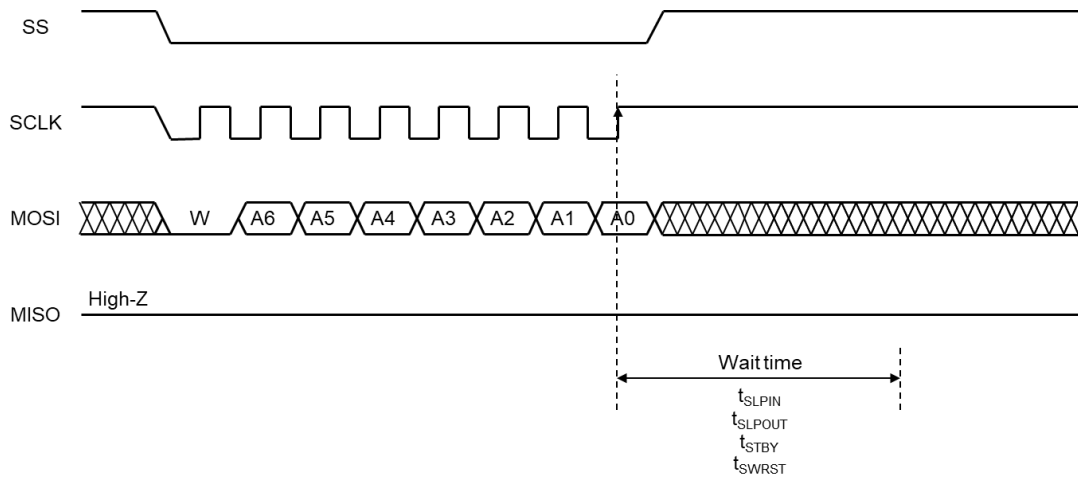 SS
SCLK
MOSI W A6 A5 A4 A3 A2 A1 A0
High-Z
MISO
Wait time
tSLPIN
tSLPOUT
tSTBY
tSWRST